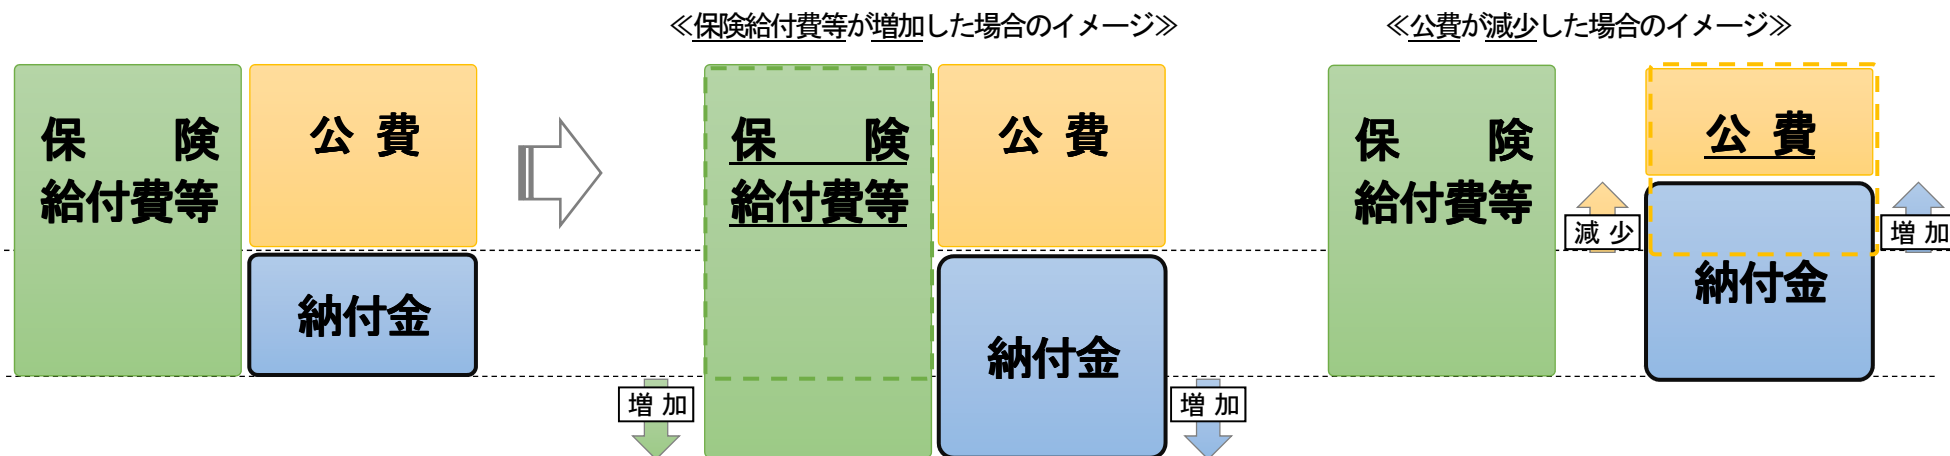 ≪保険給付費等が増加した場合のイメージ≫
≪公費が減少した場合のイメージ≫
保　険
給付費等
公 費
納付金
保　険
給付費等
公 費
納付金
増 加
増 加
保　険
給付費等
公 費
納付金
減 少
増 加